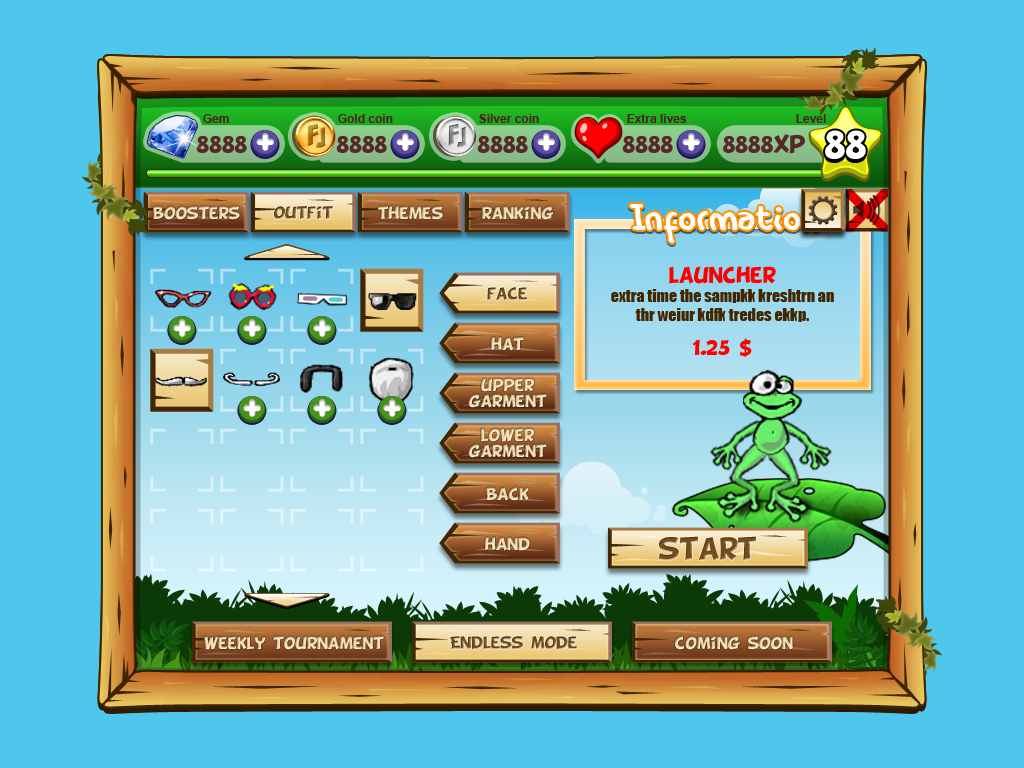 Gem
8888
Gold coin
8888
Silver coin
8888
Extra lives
8888
Level
8888XP
88
BOOSTERS
OUTFIT
THEMES
RANKING
Informatio
LAUNCHER
extra time the sampkk kreshtrn an
thr weiur kdfk tredes ekkp.
1.25 $
FACE
HAT
UPPER
GARMENT
LOWER
GARMENT
BACK
HAND
START
WEEKLY TOURNAMENT
ENDLESS MODE
COMING SOON